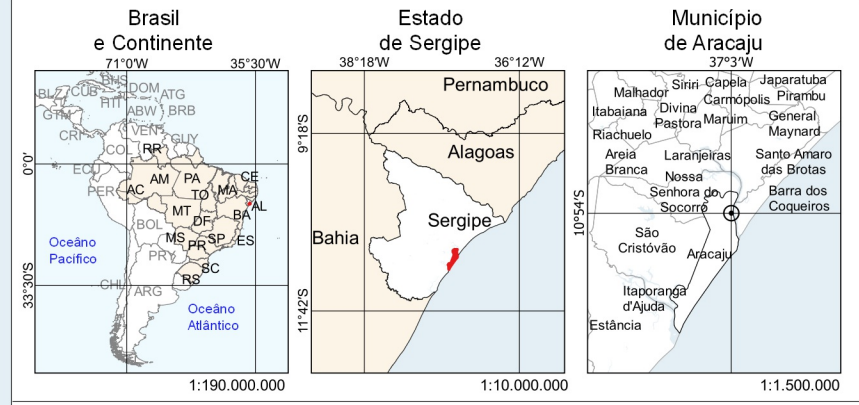 Brasil
e Continente
71°0'W
35°30'W
0°0'
33°30'S
BHS
DOM
ATG
BLZ
CUB
HTI
ABW
BRB
GTM
CRI
VEN
GUY
COL
RR
ECU
AM
PA
CE
PER
AC
TO
MA
AL
MT
BA
BOL
DF
MS
SP
ES
PR
PRY
SC
CHL
RS
ARG
Oceâno
Pacífico
Oceâno
Atlântico
1:190.000.000
Estado
de Sergipe
38°18'W
36°12'W
9°18'S
11°42'S
Pernambuco
Alagoas
Sergipe
Bahia
1:10.000.000
Município
de Aracaju
37°3'W
10°54'S
Siriri
Capela
Japaratuba
Malhador
Carmópolis
Pirambu
Itabaiana
Divina
Pastora
Maruim
General
Maynard
Riachuelo
Areia
Branca
Laranjeiras
Santo Amaro
das Brotas
Nossa
Senhora do
Socorro
Barra dos
Coqueiros
São
Cristóvão
Aracaju
Itaporanga
d'Ajuda
Estância
1:1.500.000